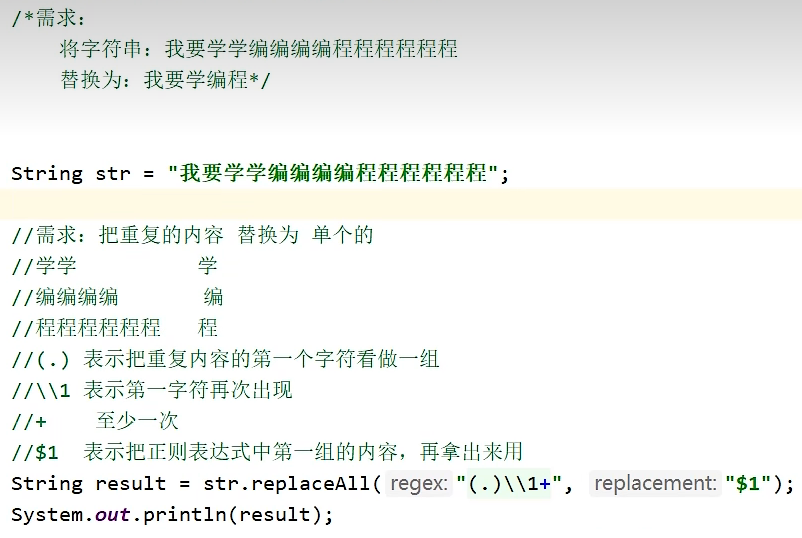 /*需求：
将字符串：我要学学编编编编程程程程程程
替换为：我要学编程*/
String str = "我要学学编编编编程程程程程程";
//需求：把重复的内容 替换为 单个的
//学学 学
//编编编编 编
//程程程程程程 程
//(.) 表示把重复内容的第一个字符看做一组
//\\1 表示第一字符再次出现
//+ 至少一次
//$1 表示把正则表达式中第一组的内容，再拿出来用
String result = str.replaceAll( regex: "(.)\\1+", replacement: "$1");
System.out.println(result);